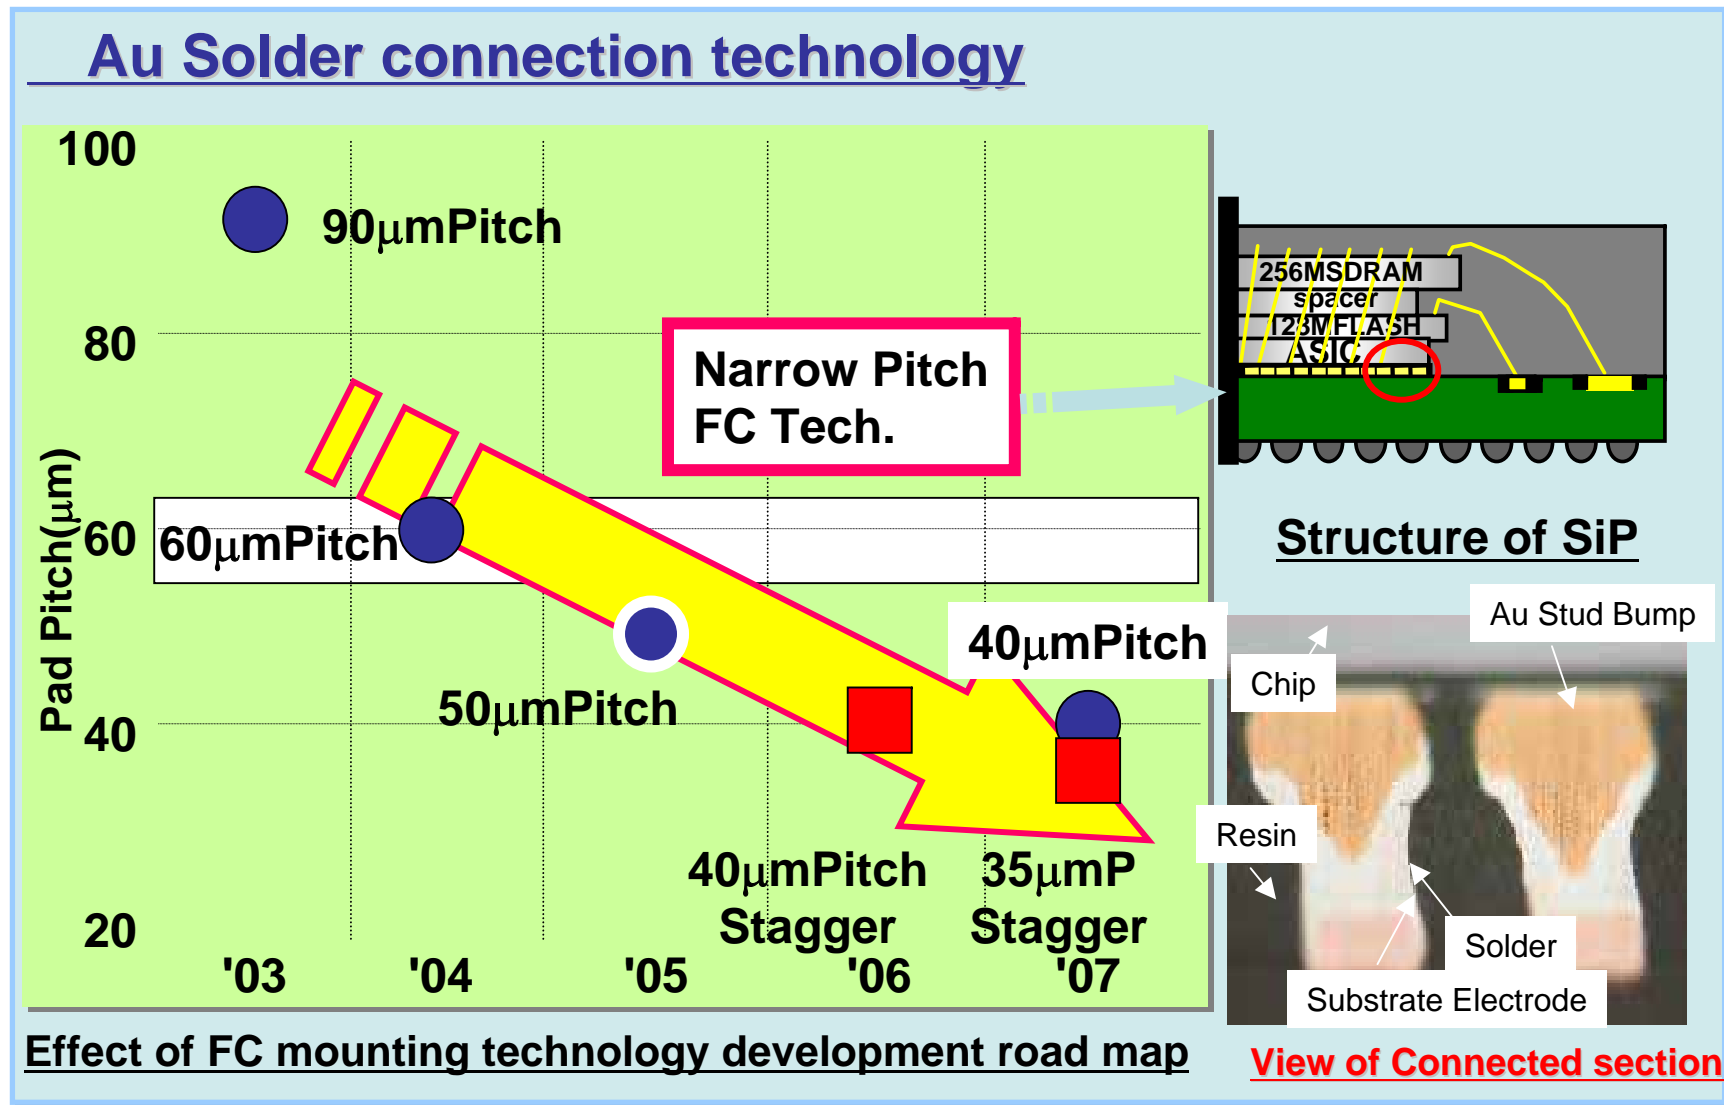 Au Solder connection technology
100
90μmPitch
80
Narrow Pitch
FC Tech.
60
60μmPitch
Pad Pitch(μm)
40μmPitch
50μmPitch
40
40μmPitch
Stagger
35μmP
Stagger
20
'03
'04
'05
'06
'07
Effect of FC mounting technology development road map
256MSDRAM
spacer
128MFLASH
ASIC
Structure of SiP
Au Stud Bump
Chip
Resin
Solder
Substrate Electrode
View of Connected section